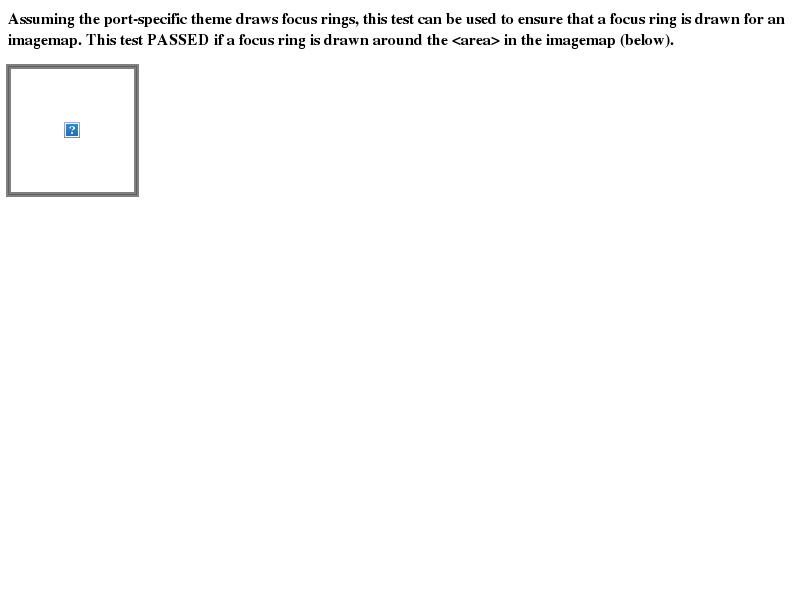 Assuming the port-specific theme draws focus rings, this test can be used to ensure that a focus ring is drawn for an
imagemap. This test PASSED if a focus ring is drawn around the <area> in the imagemap (below).
?